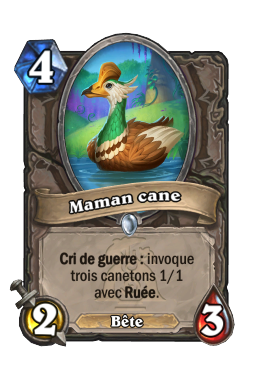 4
Maman cane
Cri de guerre : invoque
trois canetons 1/1
avec Ruée.
2
Bête
3